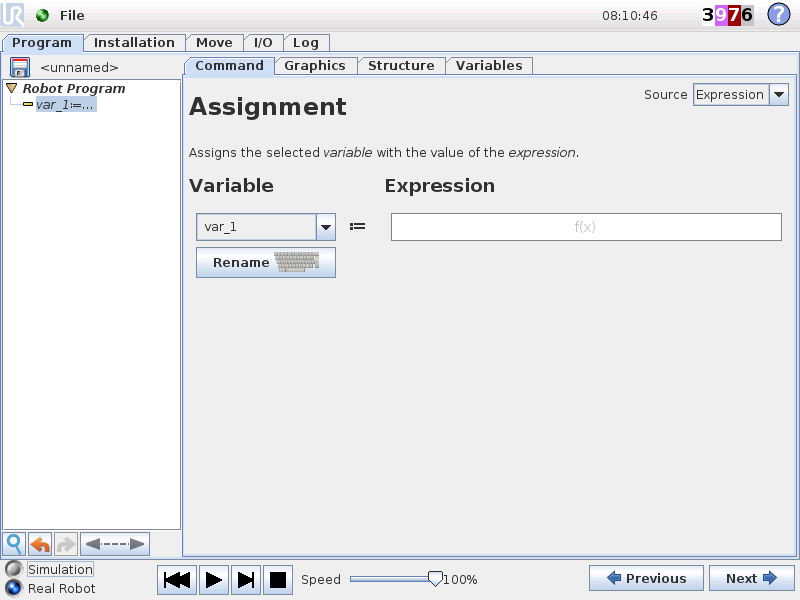 UR File 08:10:46 3976 ?
Program Installation Move I/O Log
<unnamed> Command Graphics Structure Variables
Robot Program
var_1≔...
Source Expression
Assignment
Assigns the selected variable with the value of the expression.
Variable Expression
var_1 ≔ f(x)
Rename
Simulation
Real Robot
Speed 100%
Previous Next